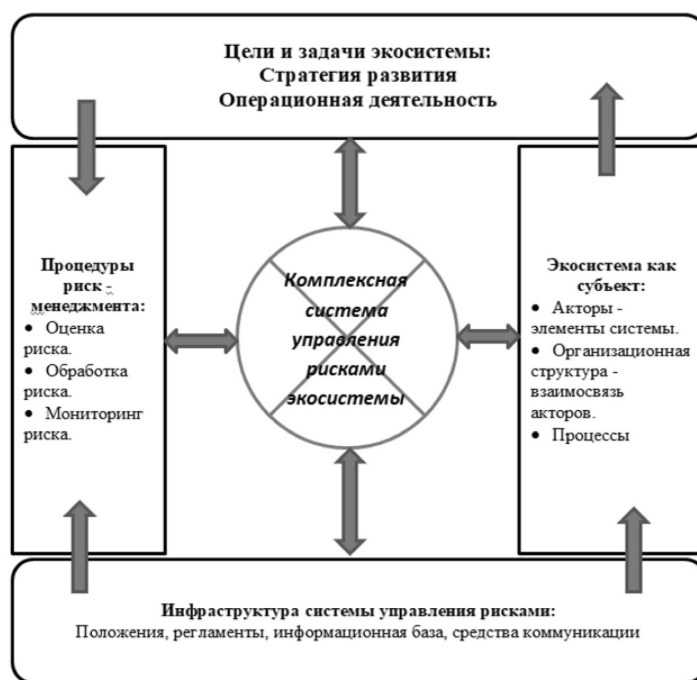 Цели и задачи экосистемы:
Стратегия развития
Операционная деятельность
Процедуры
риск -
менеджмента:
● Оценка
риска.
● Обработка
риска.
● Мониторинг
риска.
Комплексная
система
управления
рисками
экосистемы
Экосистема как
субъект:
● Акторы -
элементы системы.
● Организационная
структура -
взаимосвязь
акторов.
● Процессы
Инфраструктура системы управления рисками:
Положения, регламенты, информационная база, средства коммуникации